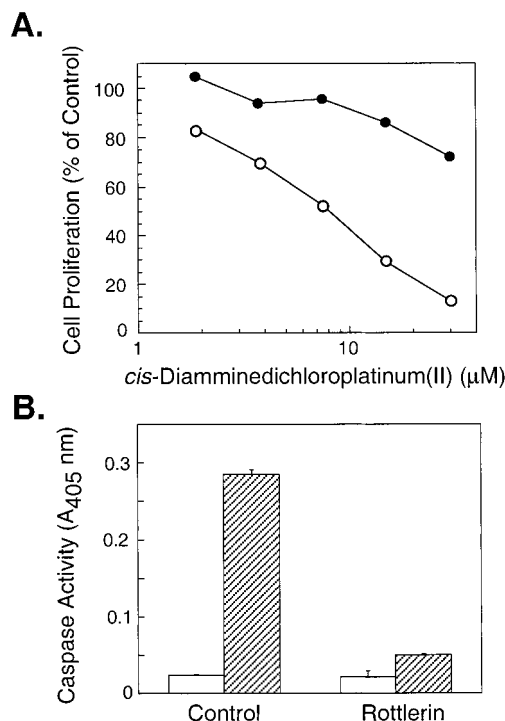 A.
Cell Proliferation (% of Control)
100
80
60
40
20
0
1
10
cis-Diamminedichloroplatinum(II) (μM)
B.
Caspase Activity (A405 nm)
0.3
0.2
0.1
0
Control
Rottlerin